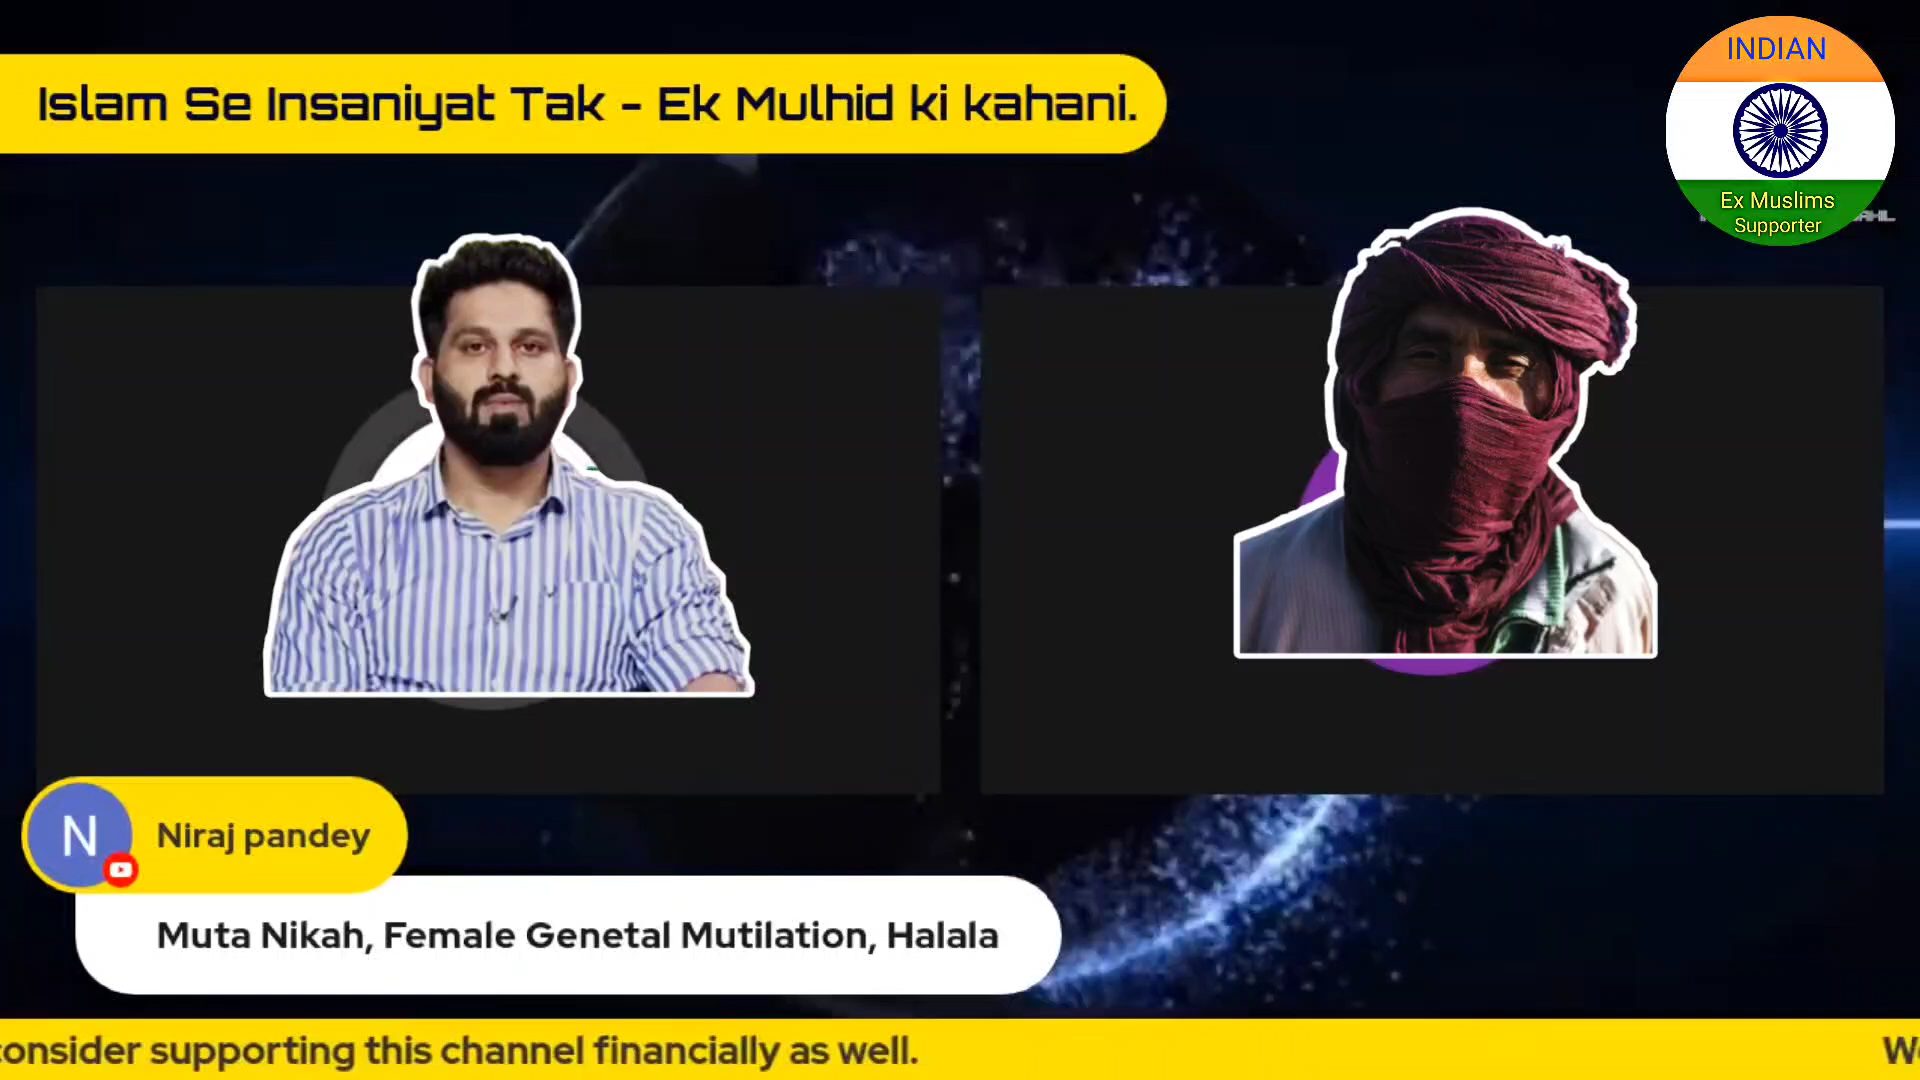 Islam Se Insaniyat Tak - Ek Mulhid ki kahani.
INDIAN
Ex Muslims
Supporter
N
Niraj pandey
Muta Nikah, Female Genetal Mutilation, Halala
consider supporting this channel financially as well.